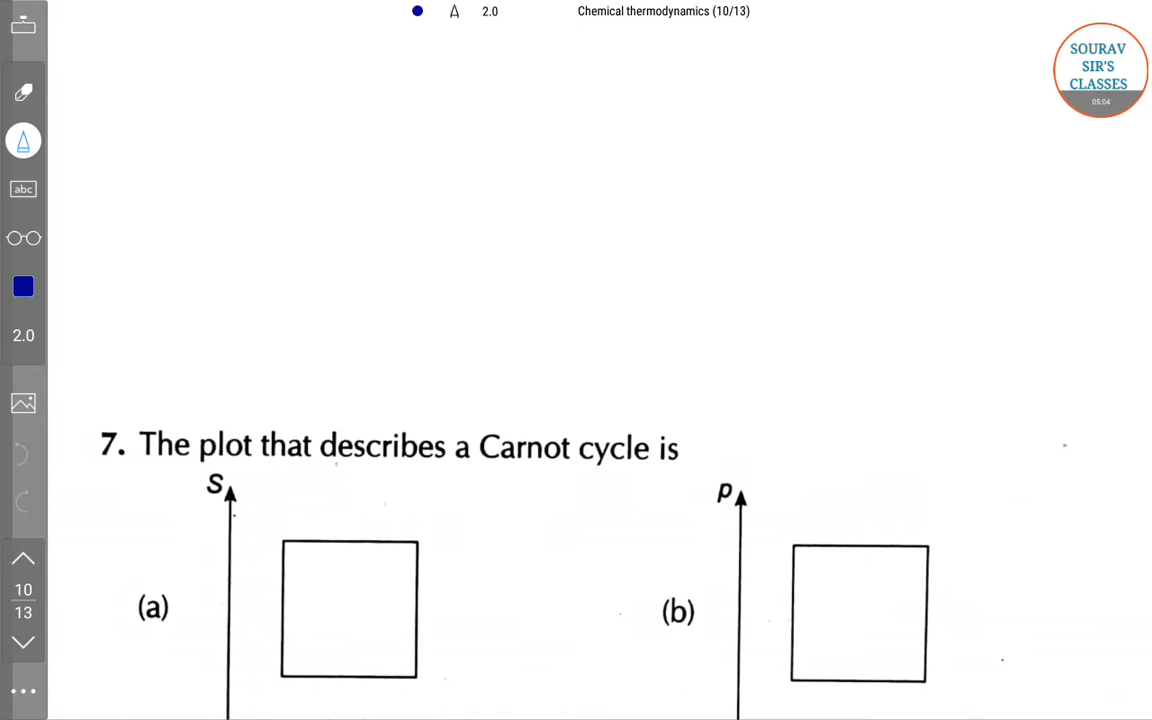 2.0 Chemical thermodynamics (10/13)
SOURAV
SIR'S
CLASSES
05:04
abc
2.0
10
13
7. The plot that describes a Carnot cycle is
S
P
(a)
(b)